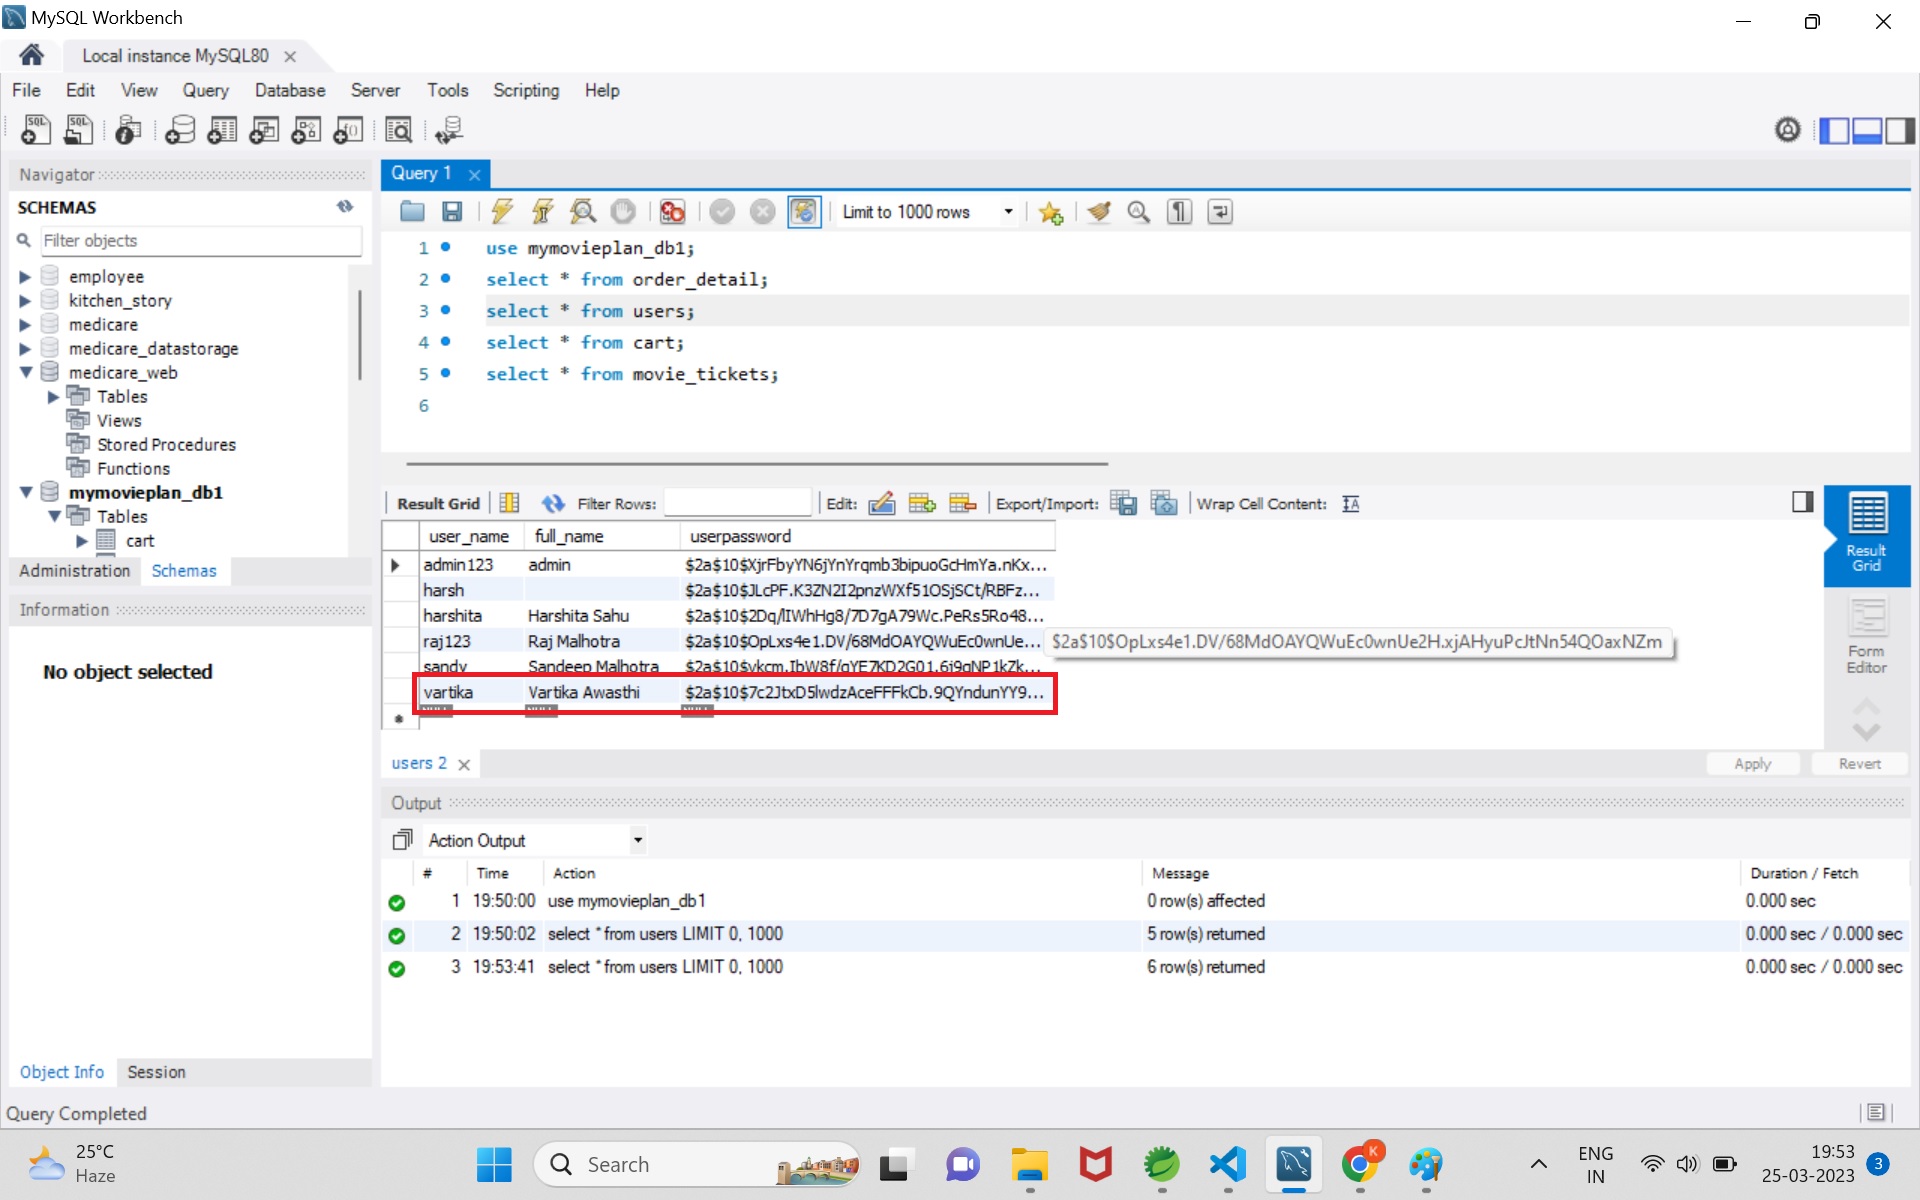 MySQL Workbench
Local instance MySQL80
File Edit View Query Database Server Tools Scripting Help
Navigator
SCHEMAS
Filter objects
employee
kitchen_story
medicare
medicare_datastorage
medicare_web
Tables
Views
Stored Procedures
Functions
mymovieplan_db1
Tables
cart
Administration Schemas
Information
No object selected
Object Info Session
Query 1
Limit to 1000 rows
1 use mymovieplan_db1;
2 select * from order_detail;
3 select * from users;
4 select * from cart;
5 select * from movie_tickets;
6
Result Grid Filter Rows: Edit: Export/Import: Wrap Cell Content:
user_name full_name userpassword
admin123 admin $2a$10$XjrFbyYN6jYnYrqmb3bipuoGcHmYa.nKx...
harsh $2a$10$JLcPF.K3ZN2I2pnzWXf51OSjSCt/RBFz...
harshita Harshita Sahu $2a$10$2Dq/lIWhHg8/7D7gA79Wc.PeRs5Ro48...
raj123 Raj Malhotra $2a$10$OpLxs4e1.DV/68MdOAYQWuEc0wnUe...
$2a$10$OpLxs4e1.DV/68MdOAYQWuEc0wnUe2H.xjAHyuPcJtNn54QOaxNZm
sandy Sandeep Malhotra $2a$10$vkcm.IbW8f/qYE7KD2G01.6i9qNP1kZk...
vartika Vartika Awasthi $2a$10$7c2JtxD5lwdzAceFFFkCb.9QYndunYY9...
NULL NULL NULL
Result Grid
Form Editor
users 2
Apply Revert
Output
Action Output
# Time Action Message Duration / Fetch
1 19:50:00 use mymovieplan_db1 0 row(s) affected 0.000 sec
2 19:50:02 select * from users LIMIT 0, 1000 5 row(s) returned 0.000 sec / 0.000 sec
3 19:53:41 select * from users LIMIT 0, 1000 6 row(s) returned 0.000 sec / 0.000 sec
Query Completed
25°C
Haze
Search
K
ENG
IN
19:53
25-03-2023
3